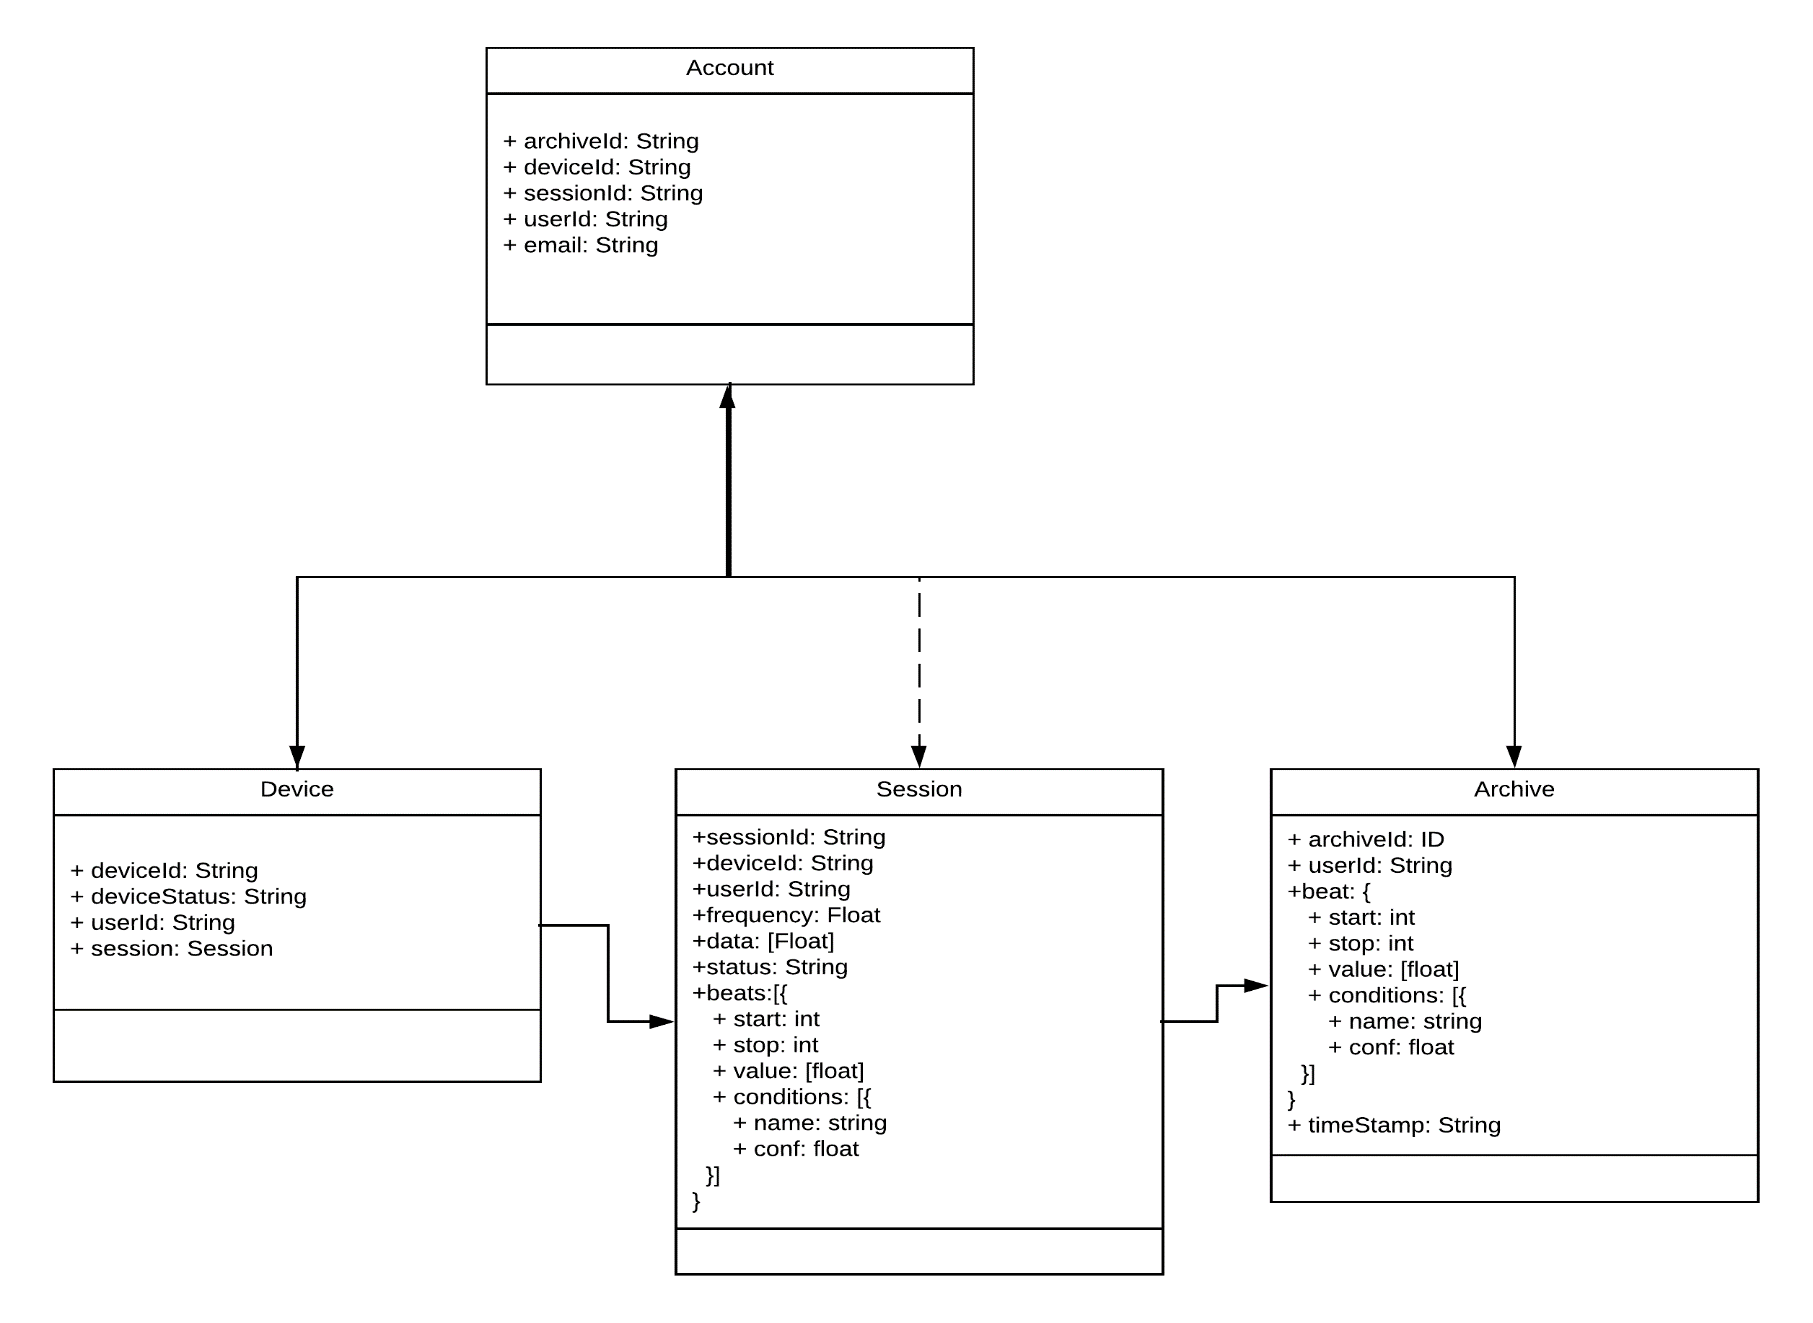 Account
+ archiveId: String
+ deviceId: String
+ sessionId: String
+ userId: String
+ email: String
Device
+ deviceId: String
+ deviceStatus: String
+ userId: String
+ session: Session
Session
+sessionId: String
+deviceId: String
+userId: String
+frequency: Float
+data: [Float]
+status: String
+beats:[{
+ start: int
+ stop: int
+ value: [float]
+ conditions: [{
+ name: string
+ conf: float
}]
}
Archive
+ archiveId: ID
+ userId: String
+beat: {
+ start: int
+ stop: int
+ value: [float]
+ conditions: [{
+ name: string
+ conf: float
}]
}
+ timeStamp: String